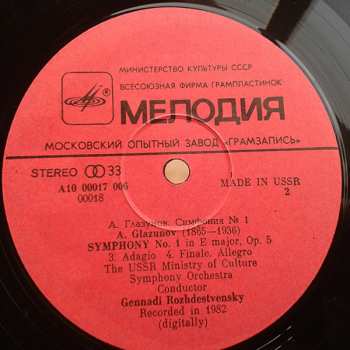 МИНИСТЕРСТВО КУЛЬТУРЫ СССР
ВСЕСОЮЗНАЯ ФИРМА ГРАМПЛАСТИНОК
МЕЛОДИЯ
МОСКОВСКИЙ ОПЫТНЫЙ ЗАВОД «ГРАМЗАПИСЬ»
STEREO 33
A10 00017 006
00018
MADE IN USSR
2
А. Глазунов. Симфония № 1
A. Glazunov (1865—1936)
SYMPHONY No. 1 in E major, Op. 5
3. Adagio 4. Finale. Allegro
The USSR Ministry of Culture
Symphony Orchestra
Conductor
Gennadi Rozhdestvensky
Recorded in 1982
(digitally)